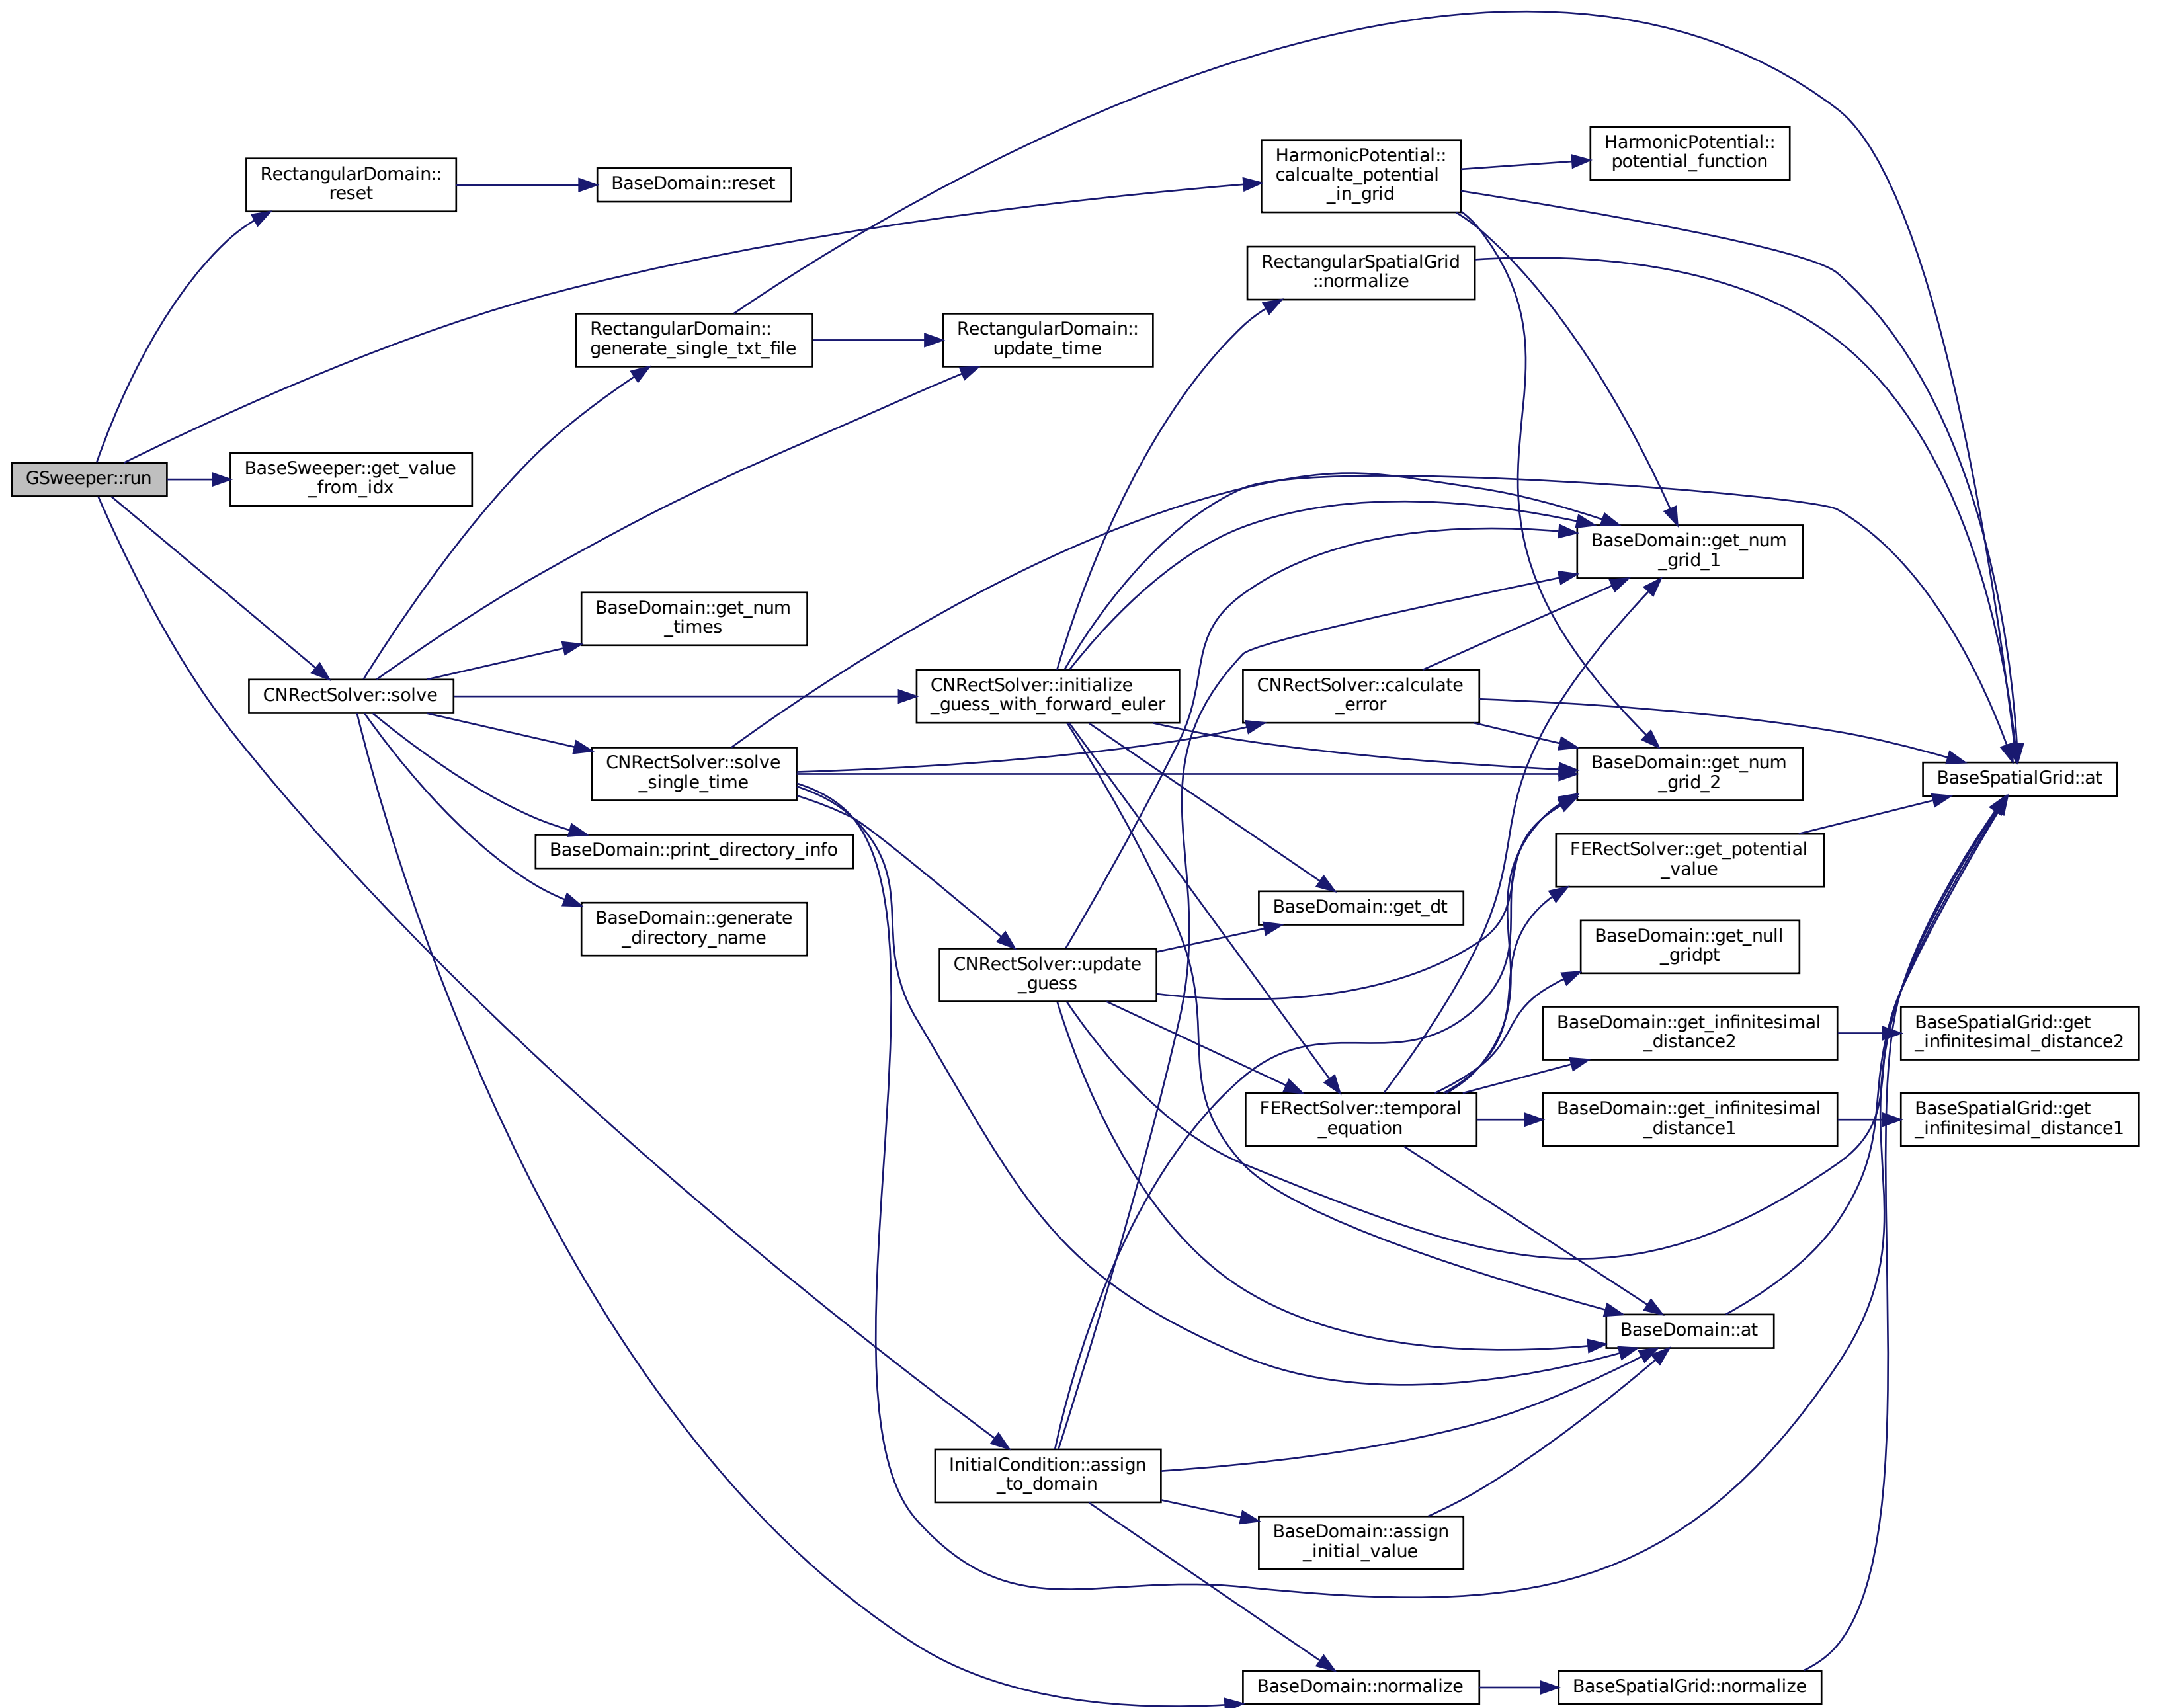 HarmonicPotential::
potential_function
HarmonicPotential::
calcualte_potential
_in_grid
RectangularDomain::
reset
BaseDomain::reset
RectangularSpatialGrid
::normalize
RectangularDomain::
generate_single_txt_file
RectangularDomain::
update_time
GSweeper::run
BaseSweeper::get_value
_from_idx
BaseDomain::get_num
_grid_1
BaseDomain::get_num
_times
CNRectSolver::solve
CNRectSolver::initialize
_guess_with_forward_euler
CNRectSolver::calculate
_error
CNRectSolver::solve
_single_time
BaseDomain::get_num
_grid_2
BaseSpatialGrid::at
BaseDomain::print_directory_info
FERectSolver::get_potential
_value
BaseDomain::generate
_directory_name
BaseDomain::get_dt
BaseDomain::get_null
_gridpt
CNRectSolver::update
_guess
BaseDomain::get_infinitesimal
_distance2
BaseSpatialGrid::get
_infinitesimal_distance2
FERectSolver::temporal
_equation
BaseDomain::get_infinitesimal
_distance1
BaseSpatialGrid::get
_infinitesimal_distance1
BaseDomain::at
InitialCondition::assign
_to_domain
BaseDomain::assign
_initial_value
BaseDomain::normalize
BaseSpatialGrid::normalize